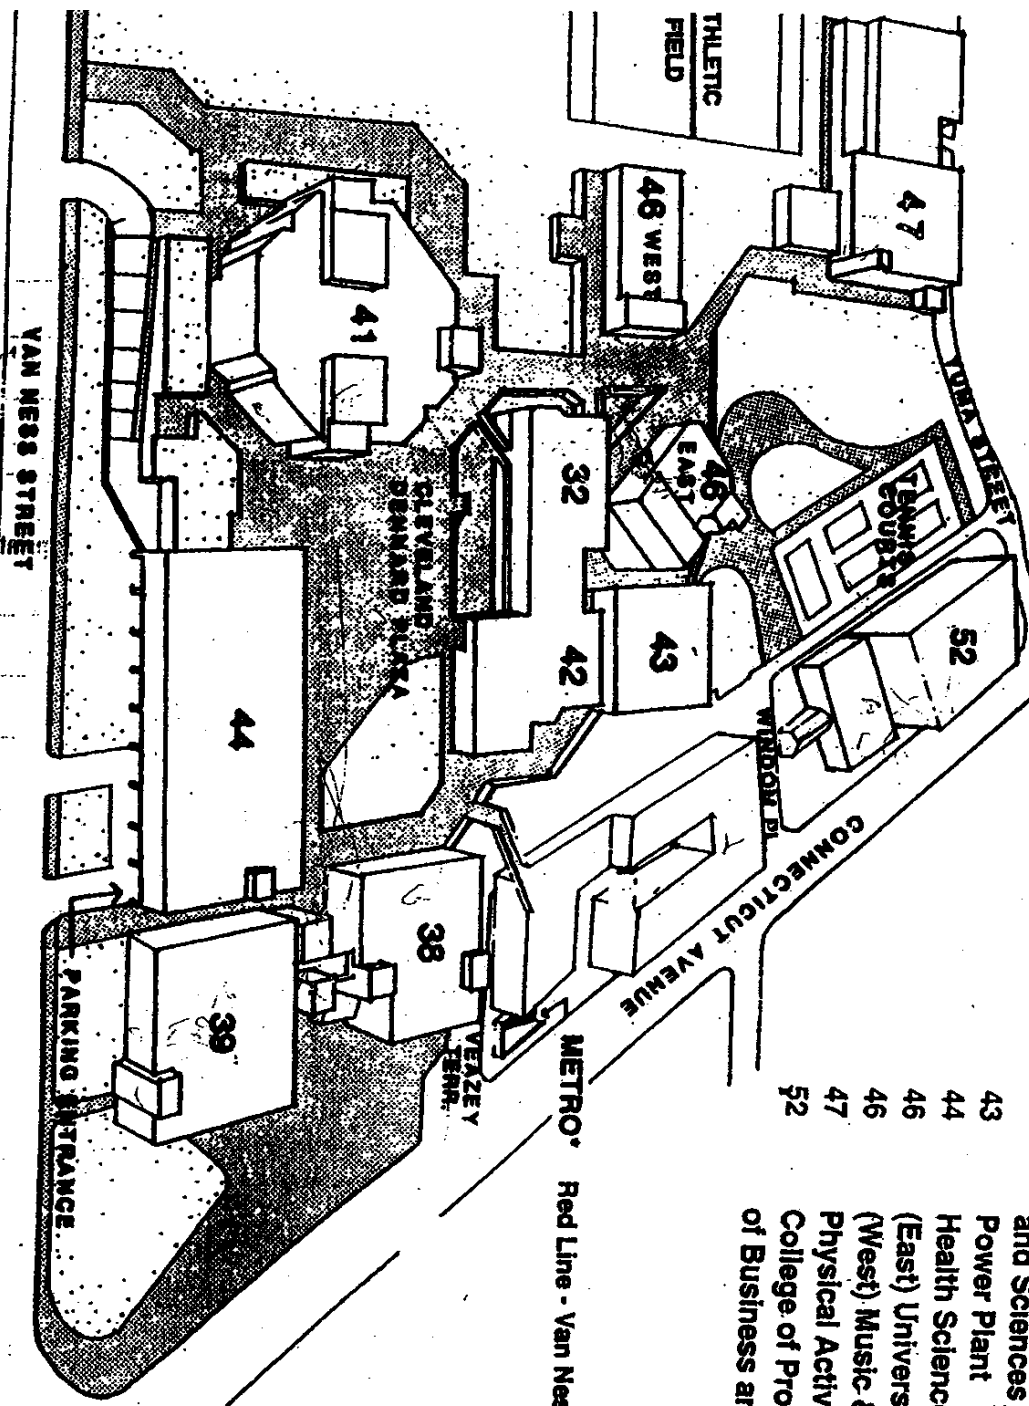 THLETIC
FIELD
47
46 WEST
YUMA STREET
41
32
46
EAST
TENNIS
COURTS
CLEVELAND
DENNARD PLAZA
42
43
52
WINDOM PL
VAN NESS STREET
44
CONNECTICUT AVENUE
38
39
VEAZEY
TERR.
PARKING ENTRANCE
METRO* Red Line - Van Nes
and Sciences
43 Power Plant
44 Health Scienc
46 (East) Univers
46 (West) Music &
47 Physical Activ
52 College of Pro
of Business a